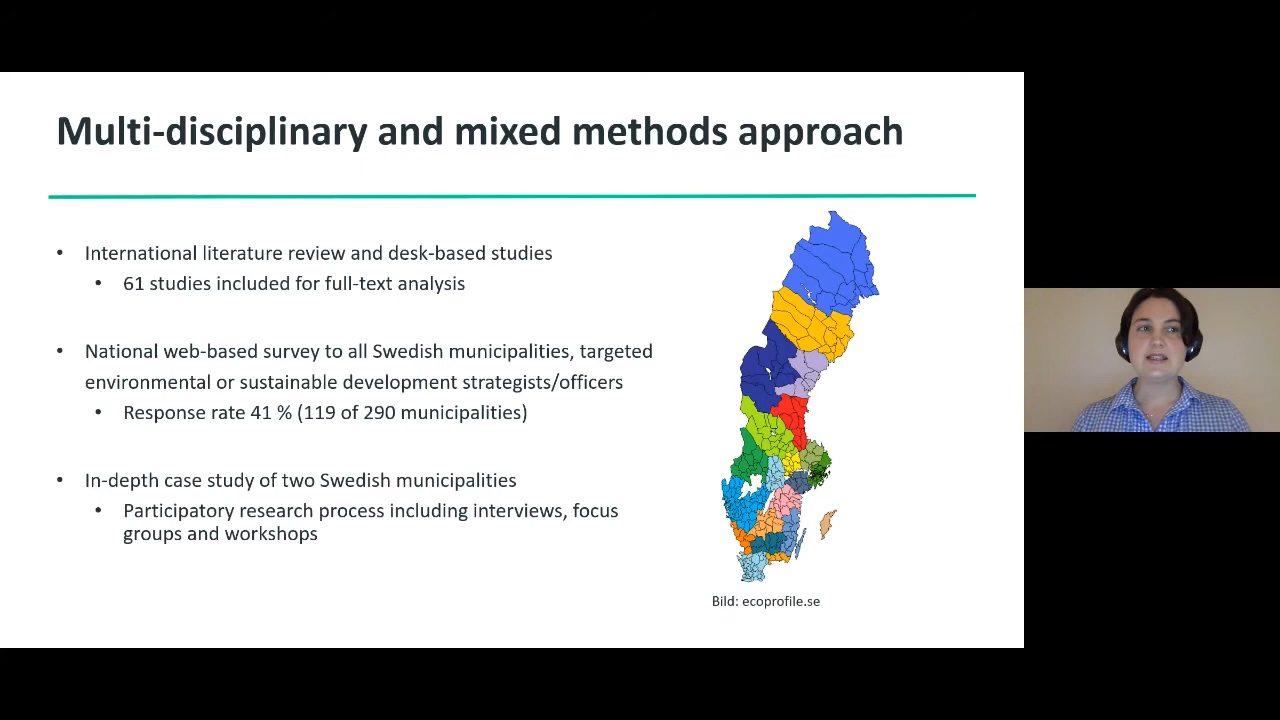 Multi-disciplinary and mixed methods approach
• International literature review and desk-based studies
• 61 studies included for full-text analysis
• National web-based survey to all Swedish municipalities, targeted
environmental or sustainable development strategists/officers
• Response rate 41 % (119 of 290 municipalities)
• In-depth case study of two Swedish municipalities
• Participatory research process including interviews, focus
groups and workshops
Bild: ecoprofile.se